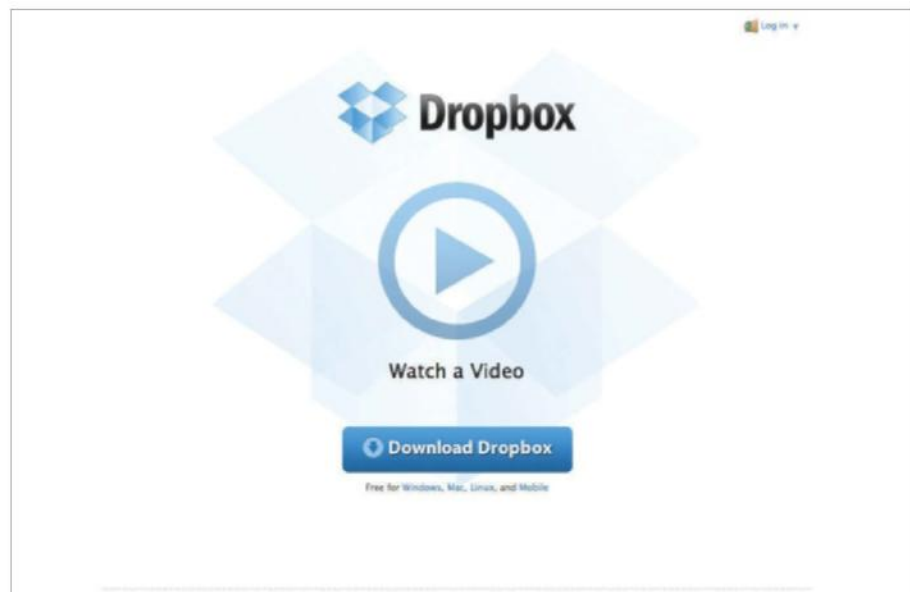 Log in
Dropbox
Watch a Video
Download Dropbox
Free for Windows, Mac, Linux, and Mobile